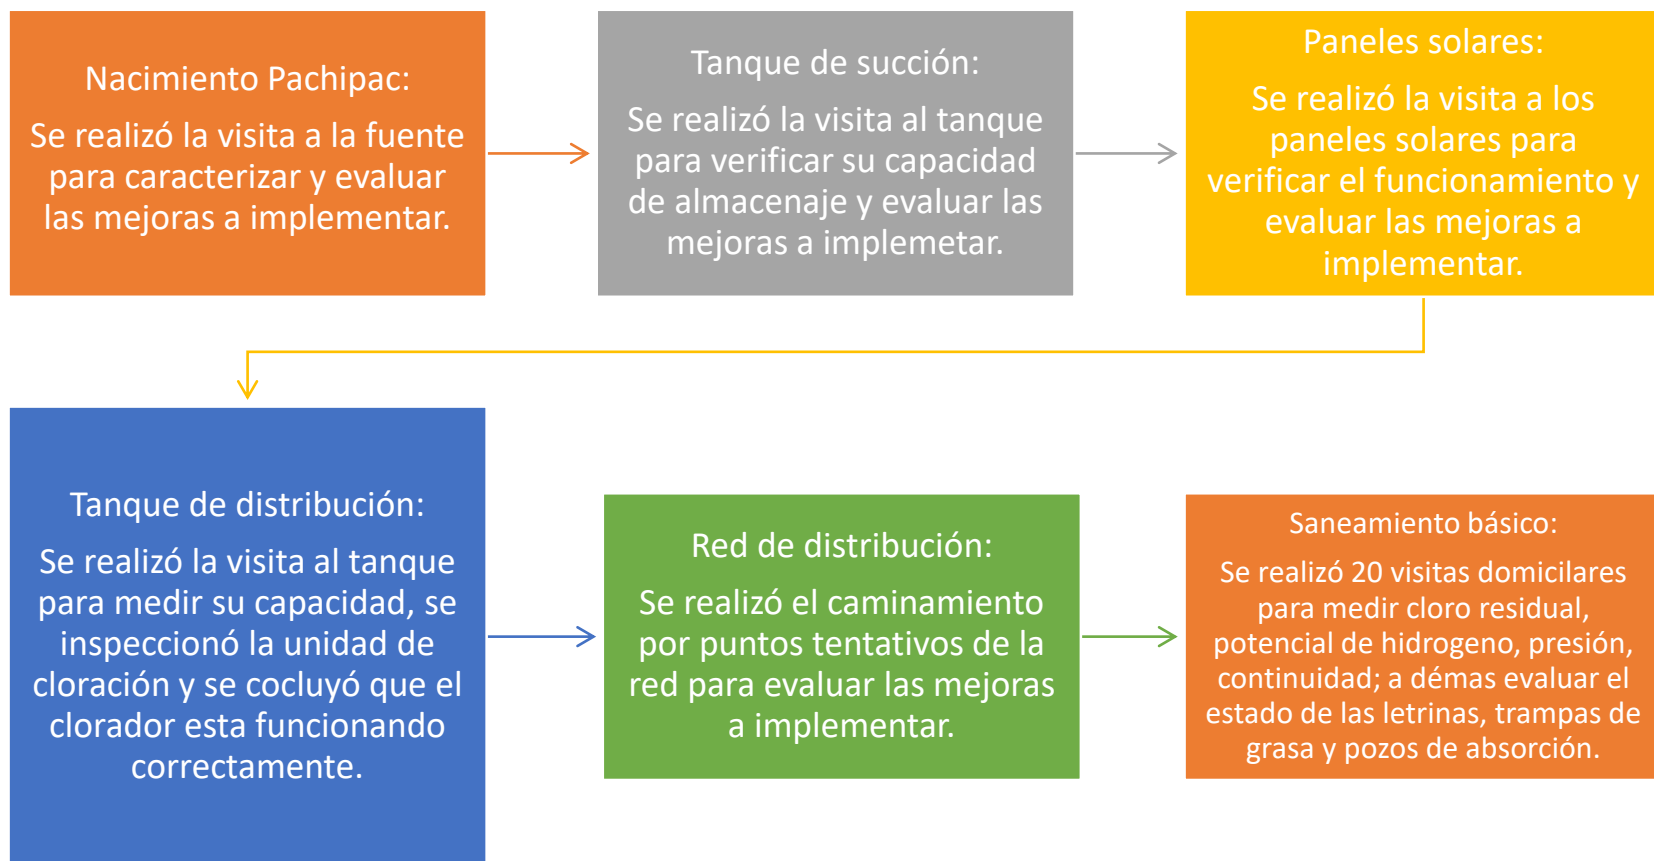 Nacimiento Pachipac:
Se realizó la visita a la fuente
para caracterizar y evaluar
las mejoras a implementar.
Tanque de succión:
Se realizó la visita al tanque
para verificar su capacidad
de almacenaje y evaluar las
mejoras a implemetar.
Paneles solares:
Se realizó la visita a los
paneles solares para
verificar el funcionamiento y
evaluar las mejoras a
implementar.
Tanque de distribución:
Se realizó la visita al tanque
para medir su capacidad, se
inspeccionó la unidad de
cloración y se cocluyó que el
clorador esta funcionando
correctamente.
Red de distribución:
Se realizó el caminamiento
por puntos tentativos de la
red para evaluar las mejoras
a implementar.
Saneamiento básico:
Se realizó 20 visitas domicilares
para medir cloro residual,
potencial de hidrogeno, presión,
continuidad; a démas evaluar el
estado de las letrinas, trampas de
grasa y pozos de absorción.